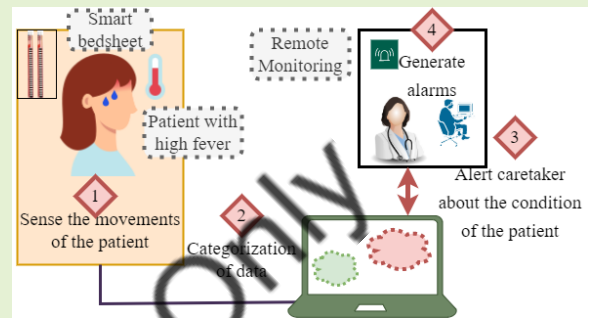 Smart
bedsheet
Patient with
high fever
1
Sense the movements
of the patient
2
Categorization
of data
Remote
Monitoring
4
Generate
alarms
3
Alert caretaker
about the condition
of the patient
Only